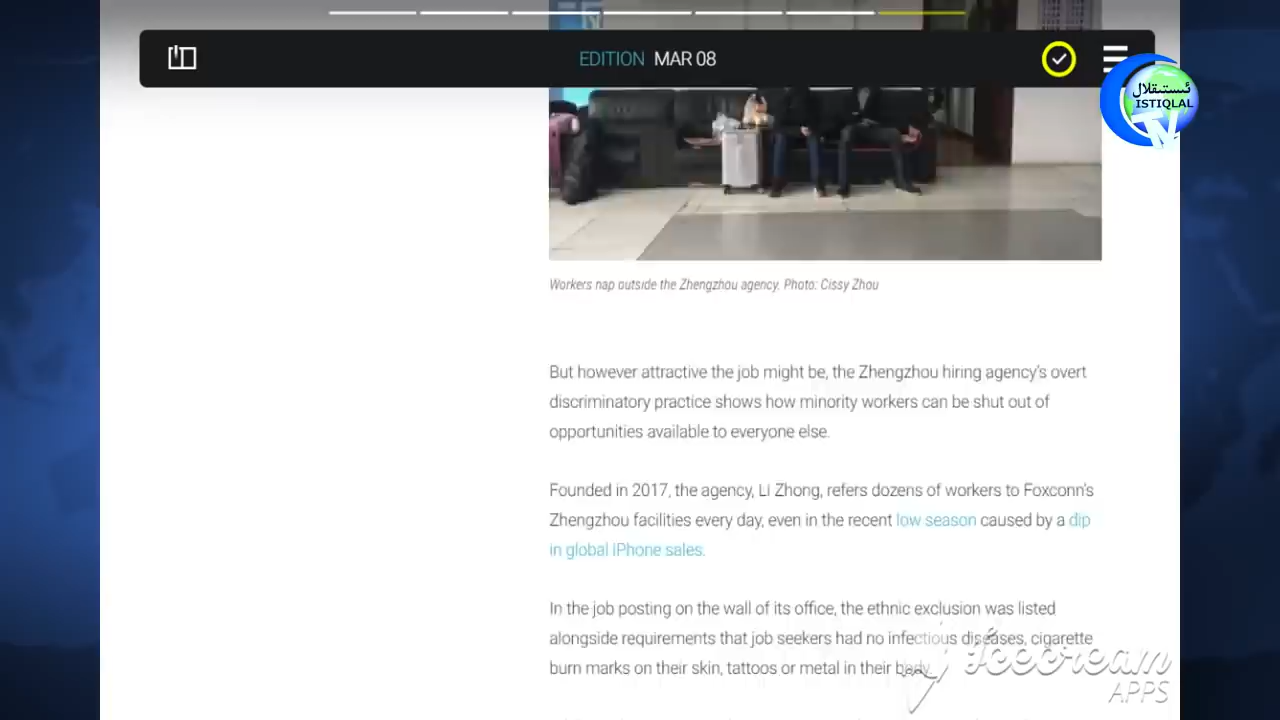 EDITION MAR 08
ئىستىقلال
ISTIQLAL
TV
Workers nap outside the Zhengzhou agency. Photo: Cissy Zhou
But however attractive the job might be, the Zhengzhou hiring agency's overt
discriminatory practice shows how minority workers can be shut out of
opportunities available to everyone else.
Founded in 2017, the agency, Li Zhong, refers dozens of workers to Foxconn's
Zhengzhou facilities every day, even in the recent low season caused by a dip
in global iPhone sales.
In the job posting on the wall of its office, the ethnic exclusion was listed
alongside requirements that job seekers had no infectious diseases, cigarette
burn marks on their skin, tattoos or metal in their body.
Icecream
APPS